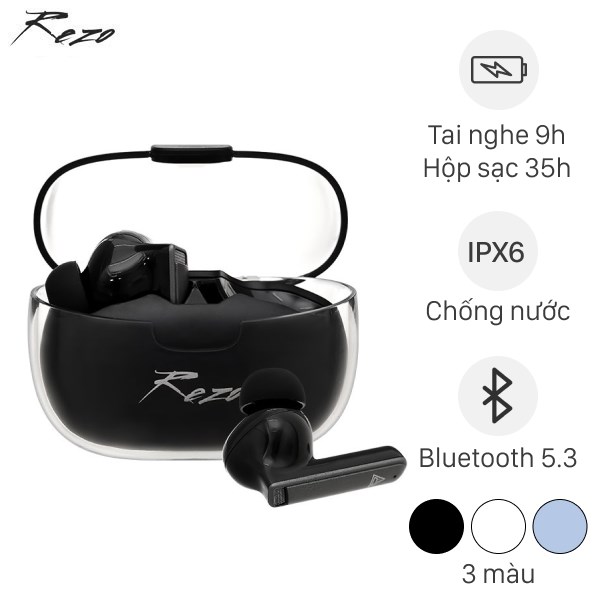 Rezo
Tai nghe 9h
Hộp sạc 35h
IPX6
Chống nước
Rezo
Bluetooth 5.3
3 màu